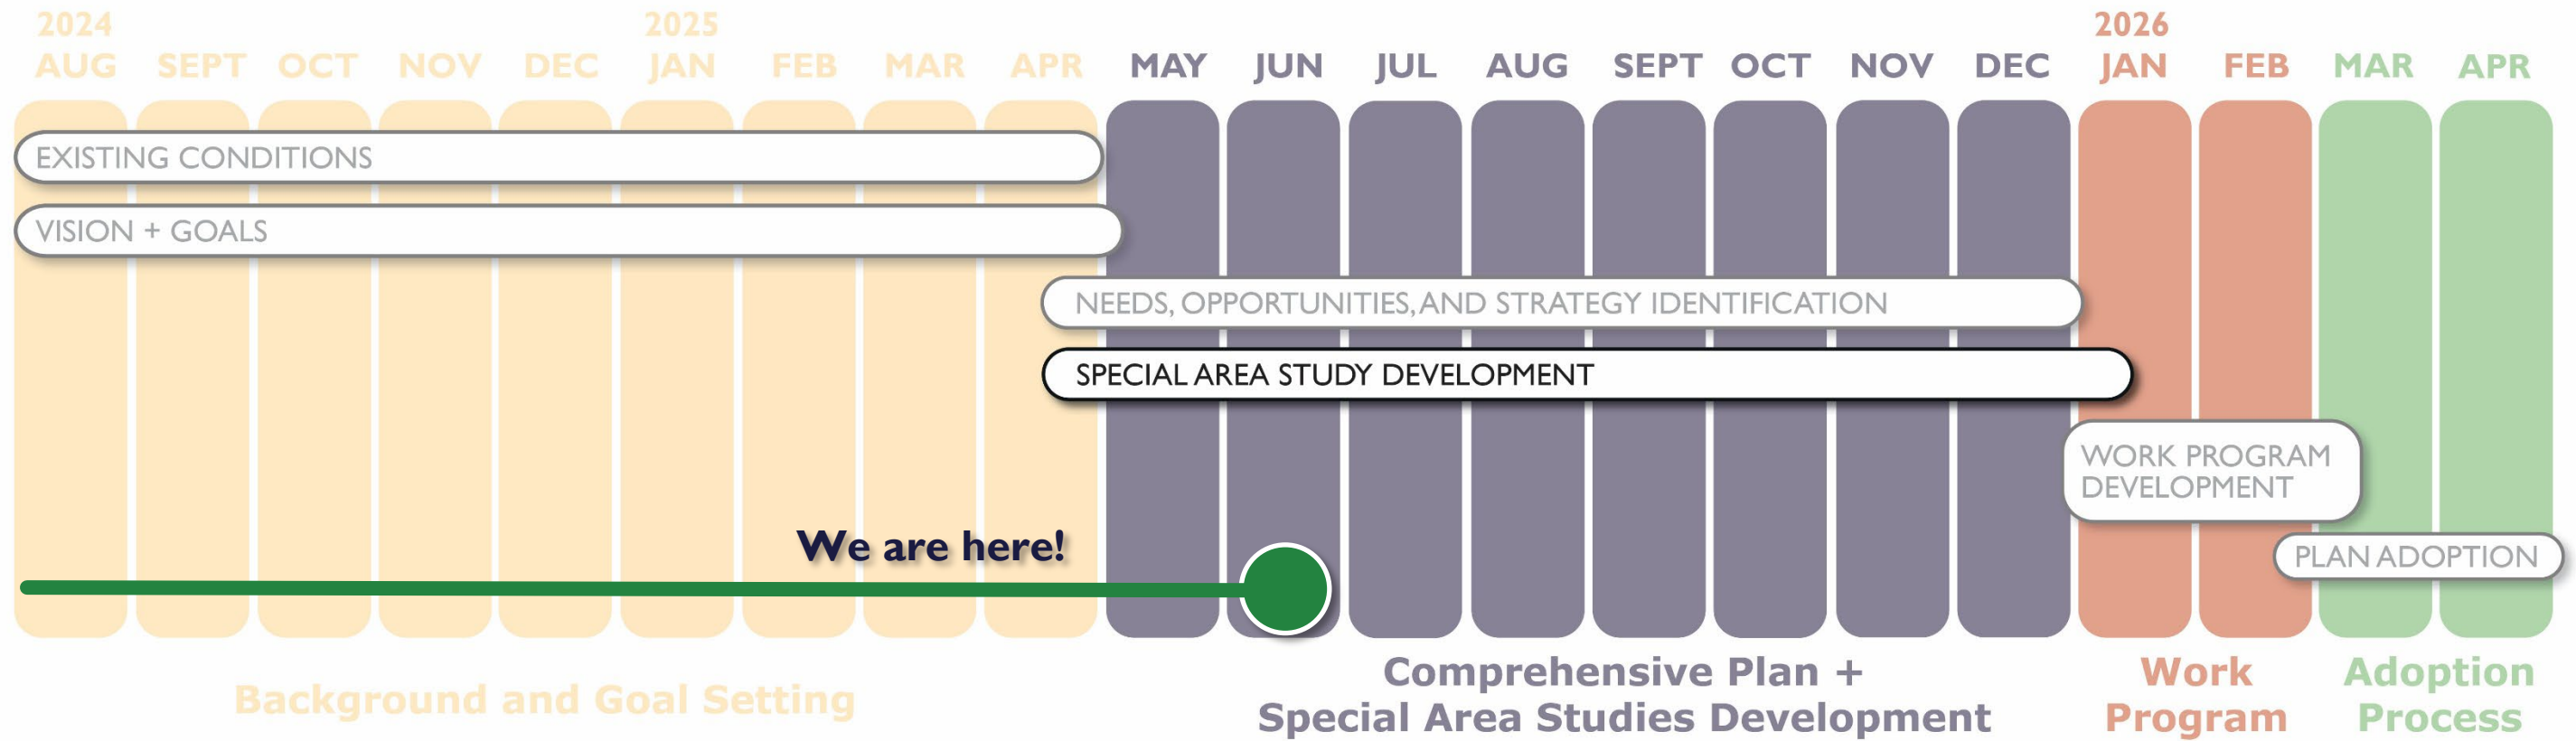 2024 2025 2026
AUG SEPT OCT NOV DEC JAN FEB MAR APR MAY JUN JUL AUG SEPT OCT NOV DEC JAN FEB MAR APR
EXISTING CONDITIONS
VISION + GOALS
NEEDS, OPPORTUNITIES, AND STRATEGY IDENTIFICATION
SPECIAL AREA STUDY DEVELOPMENT
WORK PROGRAM
DEVELOPMENT
We are here!
PLAN ADOPTION
Background and Goal Setting
Comprehensive Plan +
Special Area Studies Development
Work
Program
Adoption
Process